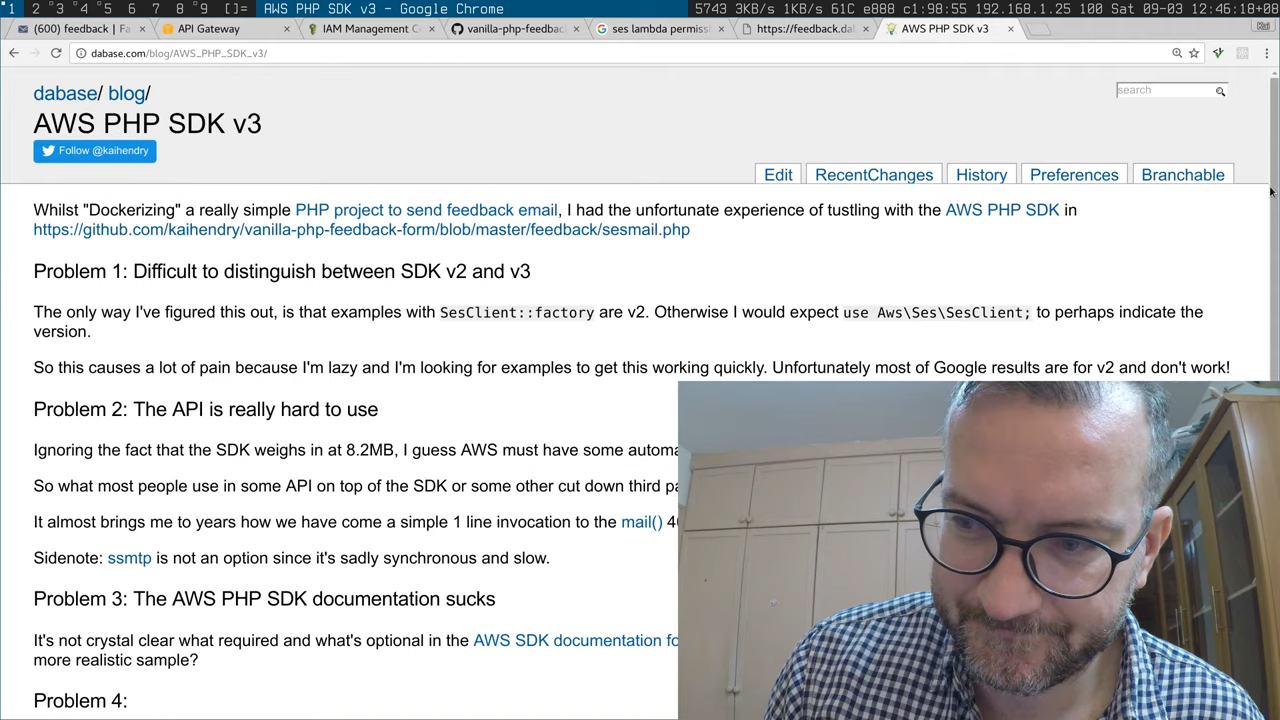 1 2 3 4 5 6 7 8 9 []= AWS PHP SDK v3 - Google Chrome 5743 3KB/s 1KB/s 61C e888 c1:98:55 192.168.1.25 100 Sat 09-03 12:46:18+08
(600) feedback | Fa API Gateway IAM Management C vanilla-php-feedbac ses lambda permiss https://feedback.da AWS PHP SDK v3 Kai
dabase.com/blog/AWS_PHP_SDK_v3/
dabase/ blog/
search
AWS PHP SDK v3
Follow @kaihendry
Edit RecentChanges History Preferences Branchable
Whilst "Dockerizing" a really simple PHP project to send feedback email, I had the unfortunate experience of tustling with the AWS PHP SDK in
https://github.com/kaihendry/vanilla-php-feedback-form/blob/master/feedback/sesmail.php
Problem 1: Difficult to distinguish between SDK v2 and v3
The only way I've figured this out, is that examples with SesClient::factory are v2. Otherwise I would expect use Aws\Ses\SesClient; to perhaps indicate the
version.
So this causes a lot of pain because I'm lazy and I'm looking for examples to get this working quickly. Unfortunately most of Google results are for v2 and don't work!
Problem 2: The API is really hard to use
Ignoring the fact that the SDK weighs in at 8.2MB, I guess AWS must have some automa
So what most people use in some API on top of the SDK or some other cut down third pa
It almost brings me to years how we have come a simple 1 line invocation to the mail() 4
Sidenote: ssmtp is not an option since it's sadly synchronous and slow.
Problem 3: The AWS PHP SDK documentation sucks
It's not crystal clear what required and what's optional in the AWS SDK documentation fo
more realistic sample?
Problem 4: